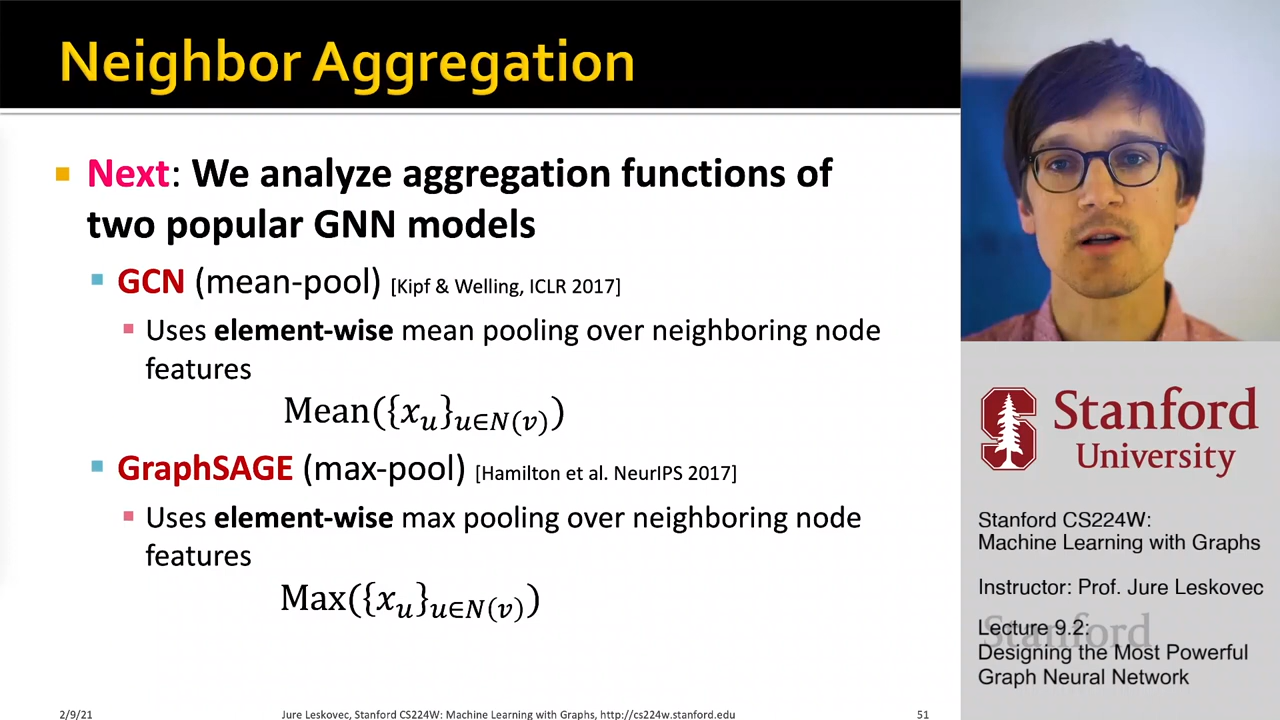 Neighbor Aggregation
Next: We analyze aggregation functions of
two popular GNN models
GCN (mean-pool) [Kipf & Welling, ICLR 2017]
Uses element-wise mean pooling over neighboring node
features
Mean({x_u}_{u∈N(v)})
GraphSAGE (max-pool) [Hamilton et al. NeurIPS 2017]
Uses element-wise max pooling over neighboring node
features
Max({x_u}_{u∈N(v)})
2/9/21
Jure Leskovec, Stanford CS224W: Machine Learning with Graphs, http://cs224w.stanford.edu
51
Stanford
University
Stanford CS224W:
Machine Learning with Graphs
Instructor: Prof. Jure Leskovec
Lecture 9.2:
Stanford
Designing the Most Powerful
Graph Neural Network